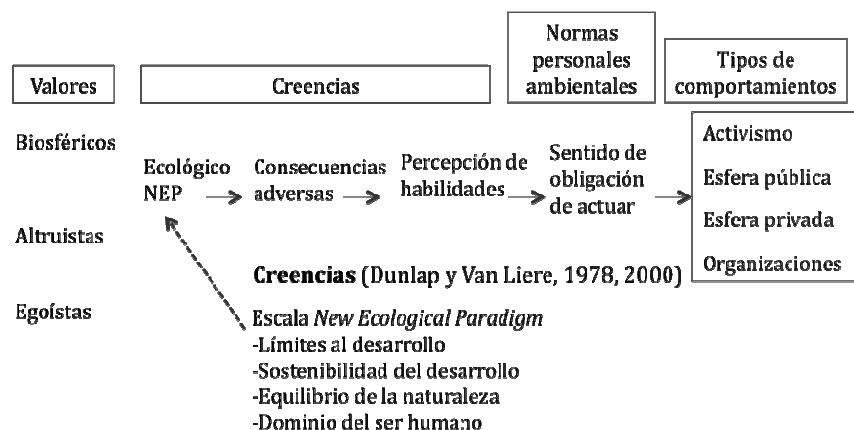 Valores
Creencias
Normas
personales
ambientales
Tipos de
comportamientos
Biosféricos
Altruistas
Egoístas
Ecológico
NEP
Consecuencias
adversas
Percepción de
habilidades
Sentido de
obligación
de actuar
Activismo
Esfera pública
Esfera privada
Organizaciones
Creencias (Dunlap y Van Liere, 1978, 2000)
Escala New Ecological Paradigm
-Límites al desarrollo
-Sostenibilidad del desarrollo
-Equilibrio de la naturaleza
-Dominio del ser humano